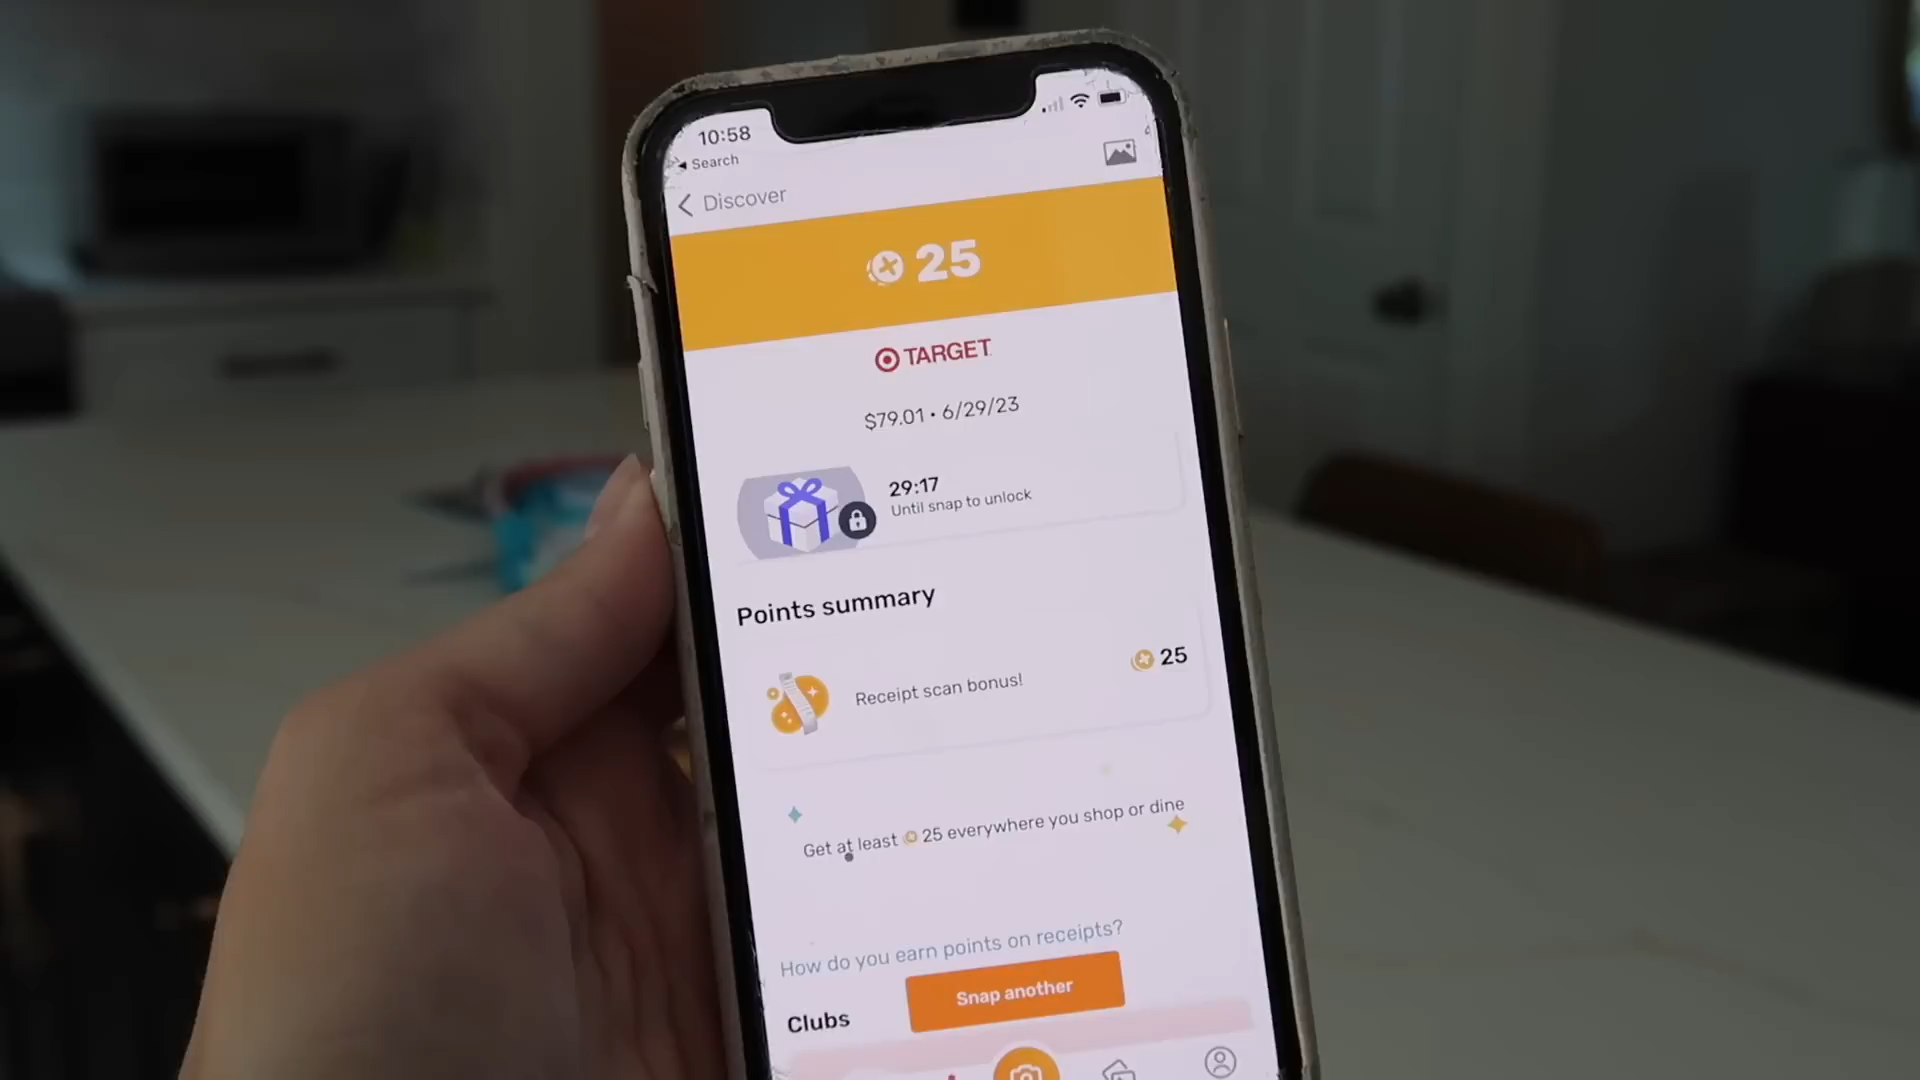 10:58
Search
Discover
25
TARGET
$79.01 • 6/29/23
29:17
Until snap to unlock
Points summary
Receipt scan bonus!
25
Get at least 25 everywhere you shop or dine
How do you earn points on receipts?
Snap another
Clubs